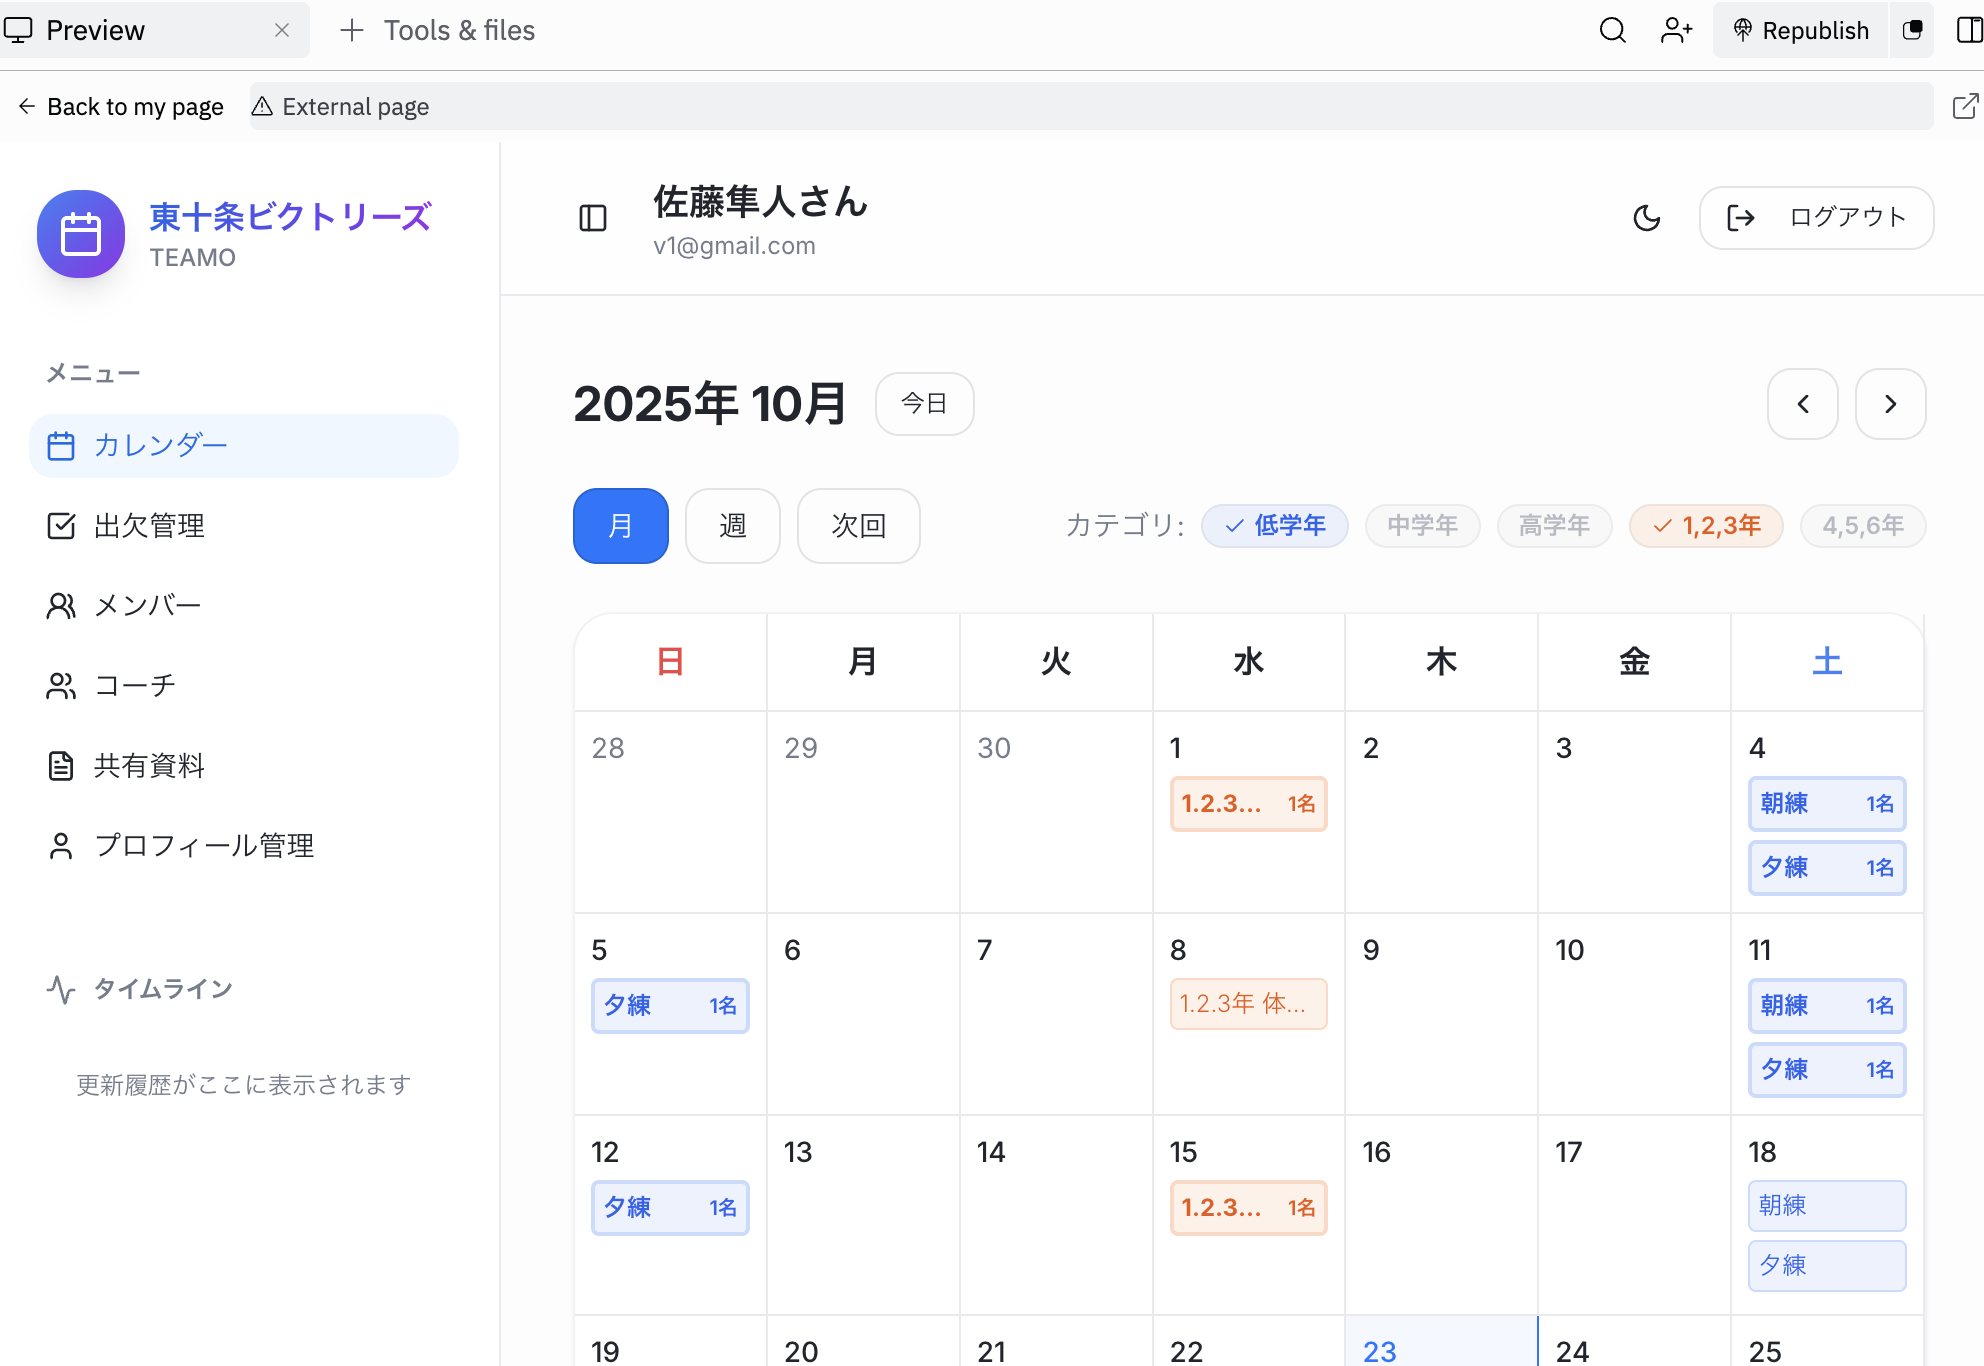 Preview
Tools & files
Republish
Back to my page
External page
東十条ビクトリーズ
TEAMO
佐藤隼人さん
v1@gmail.com
ログアウト
メニュー
カレンダー
出欠管理
メンバー
コーチ
共有資料
プロフィール管理
タイムライン
更新履歴がここに表示されます
2025年 10月
今日
月 週 次回
カテゴリ: 低学年 中学年 高学年 1,2,3年 4,5,6年
日 月 火 水 木 金 土
28 29 30 1 2 3 4
1.2.3... 1名
朝練 1名
夕練 1名
5 6 7 8 9 10 11
夕練 1名
1.2.3年 体...
朝練 1名
夕練 1名
12 13 14 15 16 17 18
夕練 1名
1.2.3... 1名
朝練
夕練
19 20 21 22 23 24 25